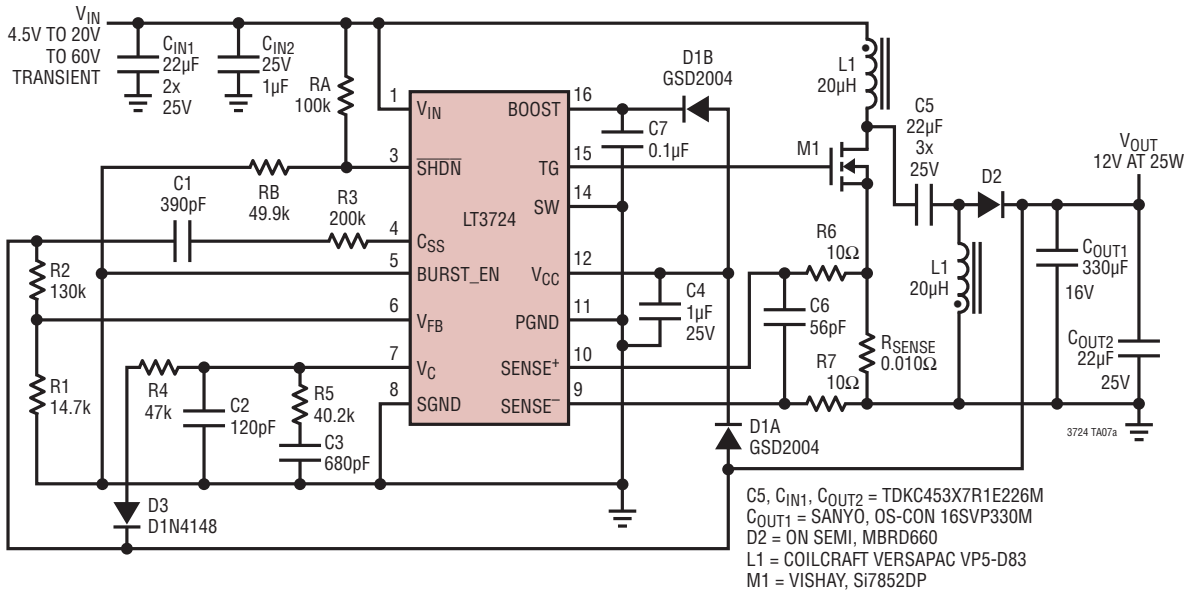 VIN
4.5V TO 20V
TO 60V
TRANSIENT
CIN1
22µF
2x
25V
CIN2
25V
1µF
RA
100k
RB
49.9k
C1
390pF
R3
200k
R2
130k
R1
14.7k
R4
47k
C2
120pF
R5
40.2k
C3
680pF
D3
D1N4148
1
3
4
5
6
7
8
VIN
SHDN
CSS
BURST_EN
VFB
VC
SGND
LT3724
BOOST
TG
SW
VCC
PGND
SENSE+
SENSE–
16
15
14
12
11
10
9
D1B
GSD2004
C7
0.1µF
C4
1µF
25V
C6
56pF
R6
10Ω
R7
10Ω
RSENSE
0.010Ω
M1
L1
20µH
C5
22µF
3x
25V
D2
L1
20µH
VOUT
12V AT 25W
COUT1
330µF
16V
COUT2
22µF
25V
3724 TA07a
D1A
GSD2004
C5, CIN1, COUT2 = TDKC453X7R1E226M
COUT1 = SANYO, OS-CON 16SVP330M
D2 = ON SEMI, MBRD660
L1 = COILCRAFT VERSAPAC VP5-D83
M1 = VISHAY, Si7852DP